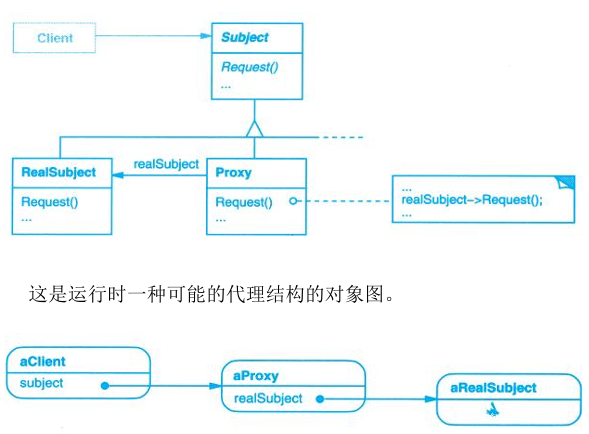 Client
Subject
Request()
...
realSubject
RealSubject
Request()
...
Proxy
Request()
...
...
realSubject->Request();
...
这是运行时一种可能的代理结构的对象图。
aClient
subject
aProxy
realSubject
aRealSubject